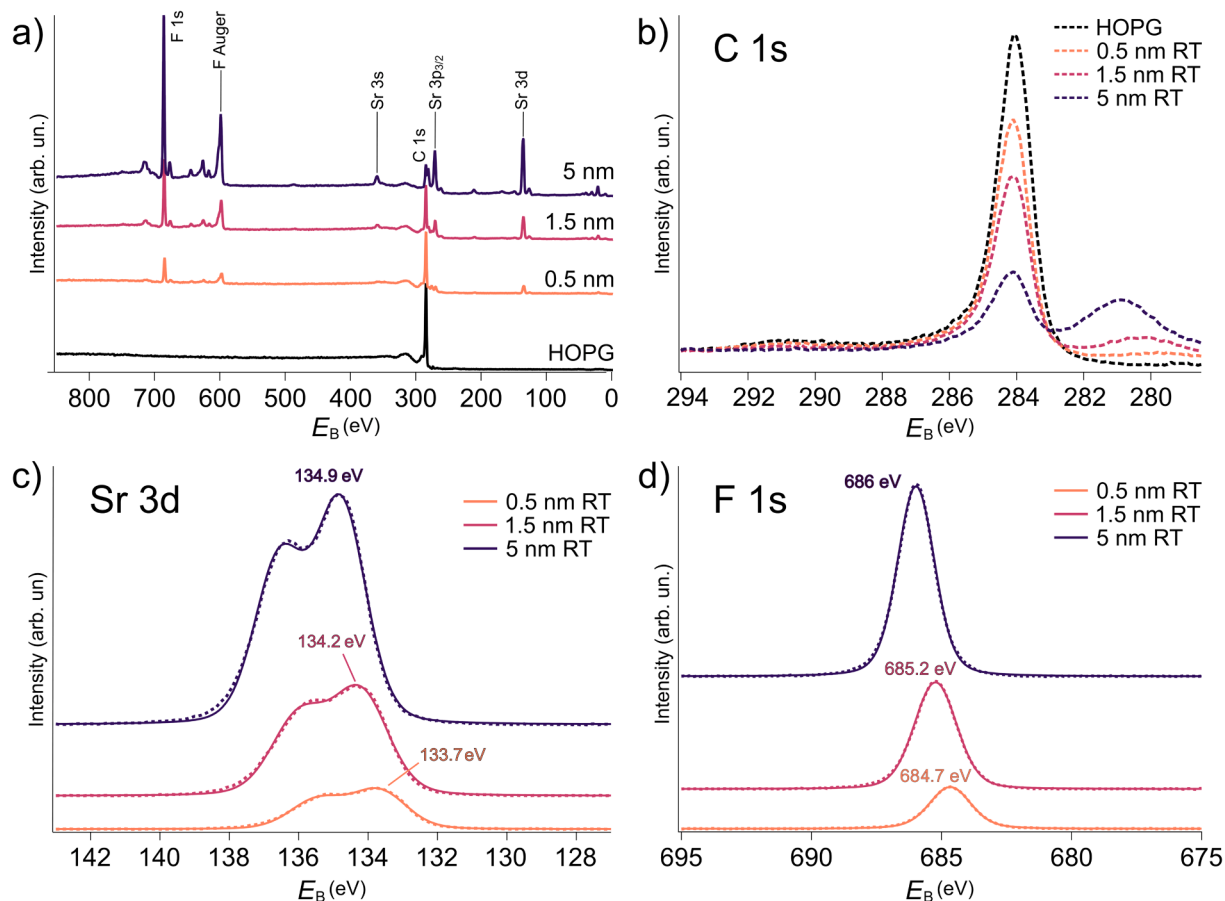 a)
F 1s
F Auger
Sr 3s
C 1s
Sr 3p3/2
Sr 3d
5 nm
1.5 nm
0.5 nm
HOPG
Intensity (arb. un.)
800 700 600 500 400 300 200 100 0
EB (eV)
b)
C 1s
HOPG
0.5 nm RT
1.5 nm RT
5 nm RT
Intensity (arb. un.)
294 292 290 288 286 284 282 280
EB (eV)
c)
Sr 3d
134.9 eV
0.5 nm RT
1.5 nm RT
5 nm RT
134.2 eV
133.7 eV
Intensity (arb. un)
142 140 138 136 134 132 130 128
EB (eV)
d)
F 1s
686 eV
0.5 nm RT
1.5 nm RT
5 nm RT
685.2 eV
684.7 eV
Intensity (arb. un.)
695 690 685 680 675
EB (eV)